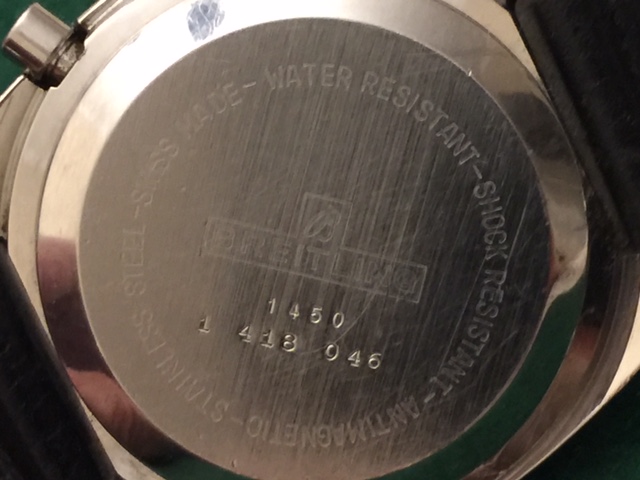 STAINLESS STEEL-SWISS MADE-WATER RESISTANT-SHOCK RESISTANT-ANTIMAGNETIC-
BREITLING
1450
1 418 046